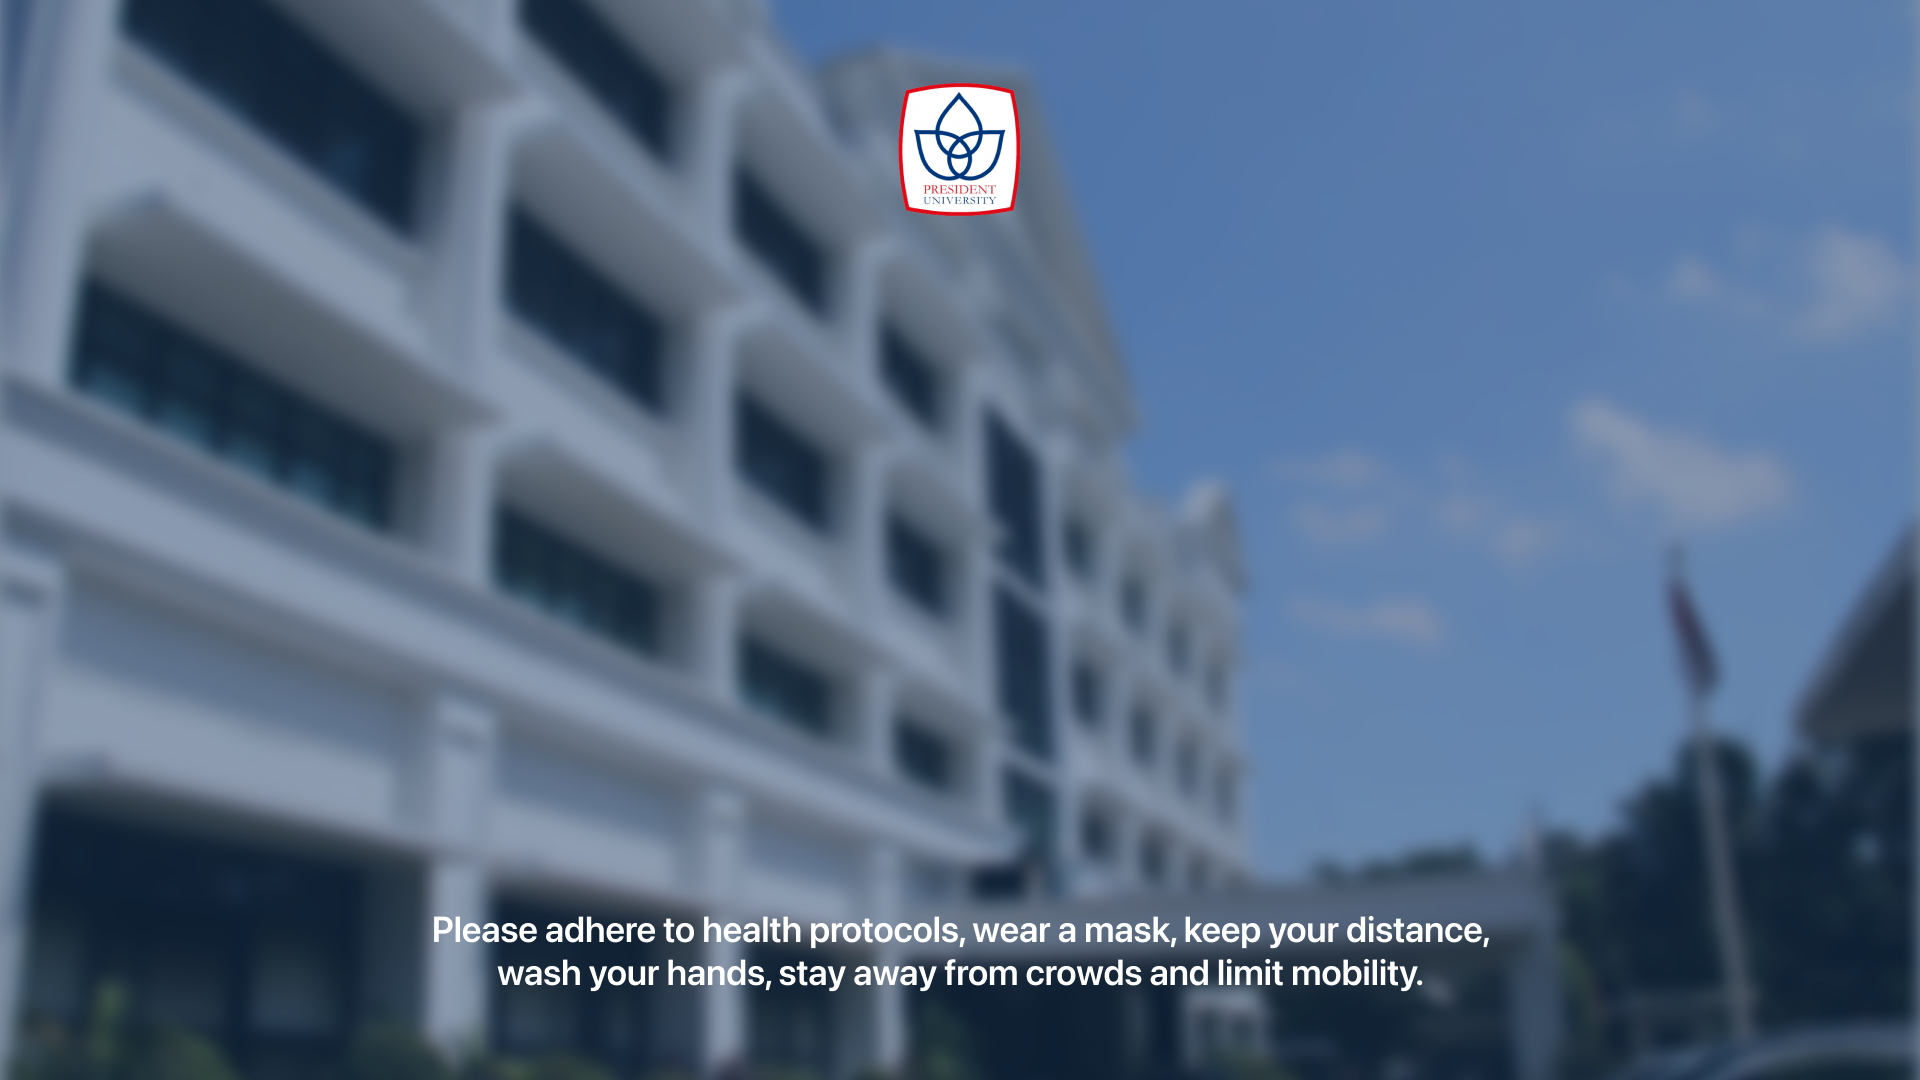 PRESIDENT
UNIVERSITY
Please adhere to health protocols, wear a mask, keep your distance,
wash your hands, stay away from crowds and limit mobility.